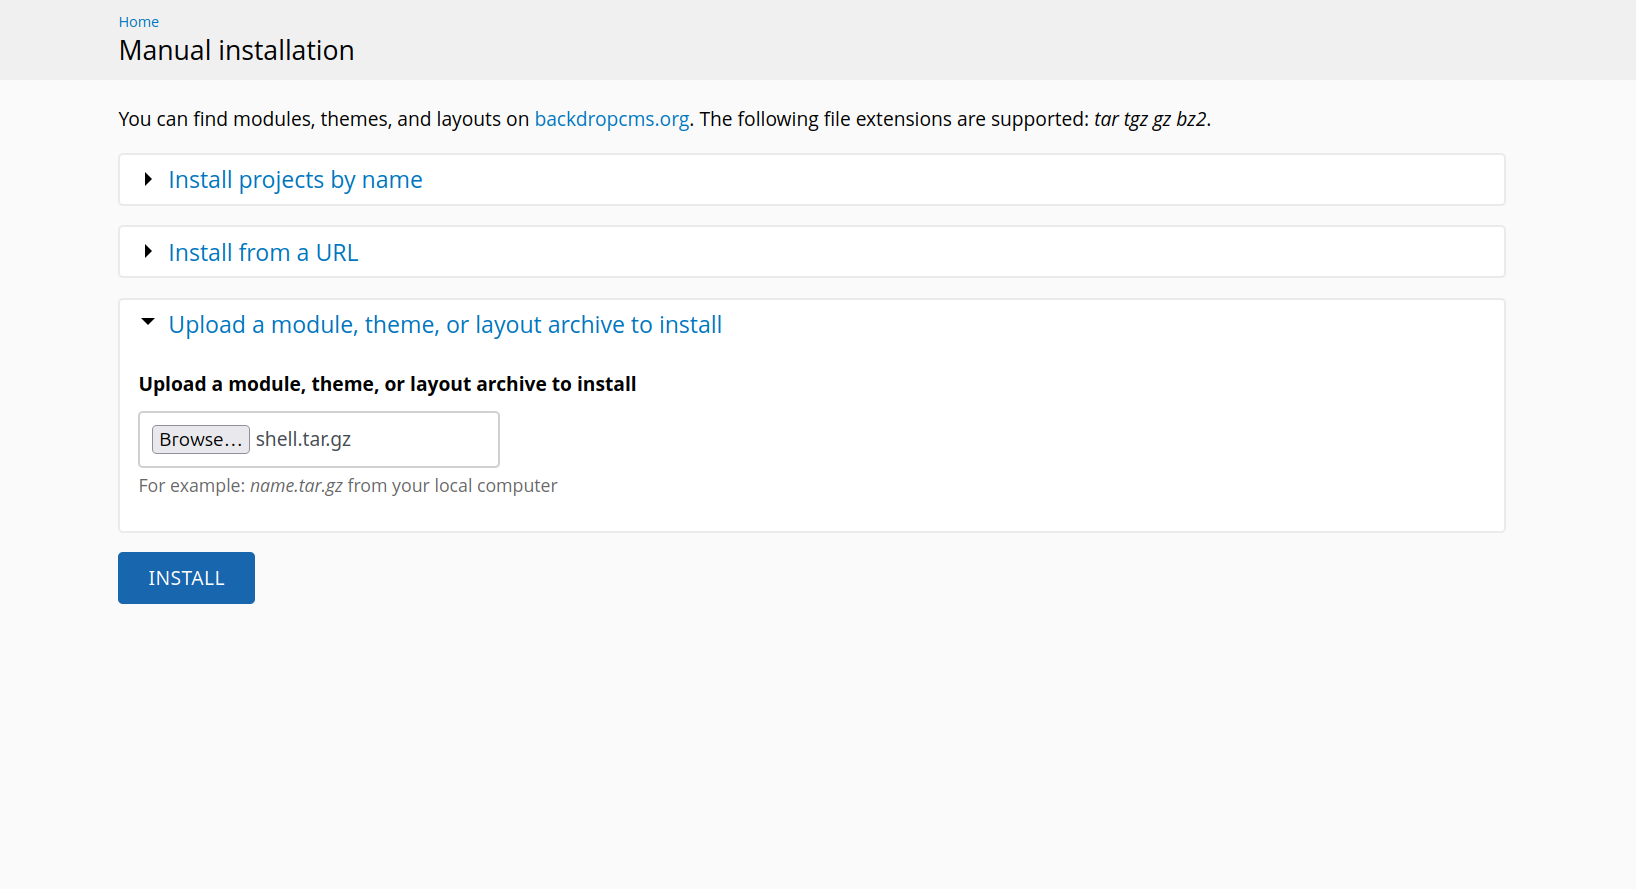 Home
Manual installation
You can find modules, themes, and layouts on backdropcms.org. The following file extensions are supported: tar tgz gz bz2.
Install projects by name
Install from a URL
Upload a module, theme, or layout archive to install
Upload a module, theme, or layout archive to install
Browse... shell.tar.gz
For example: name.tar.gz from your local computer
INSTALL